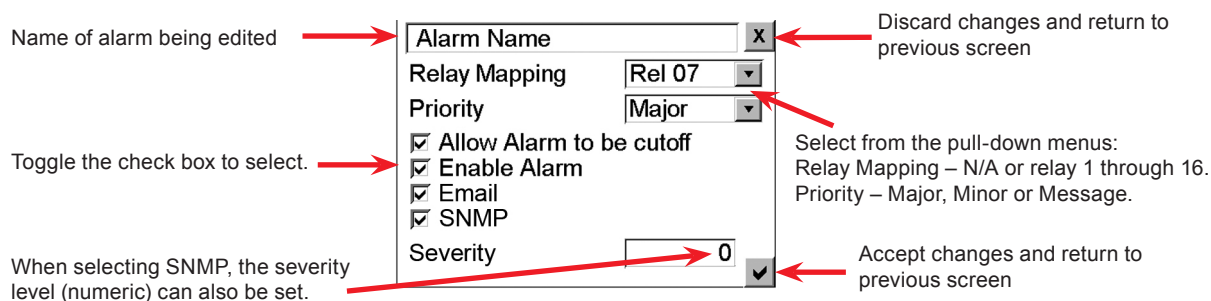 Name of alarm being edited
Alarm Name
X
Discard changes and return to
previous screen
Relay Mapping
Rel 07
Priority
Major
Select from the pull-down menus:
Relay Mapping – N/A or relay 1 through 16.
Priority – Major, Minor or Message.
Toggle the check box to select.
Allow Alarm to be cutoff
Enable Alarm
Email
SNMP
Severity
0
When selecting SNMP, the severity
level (numeric) can also be set.
Accept changes and return to
previous screen